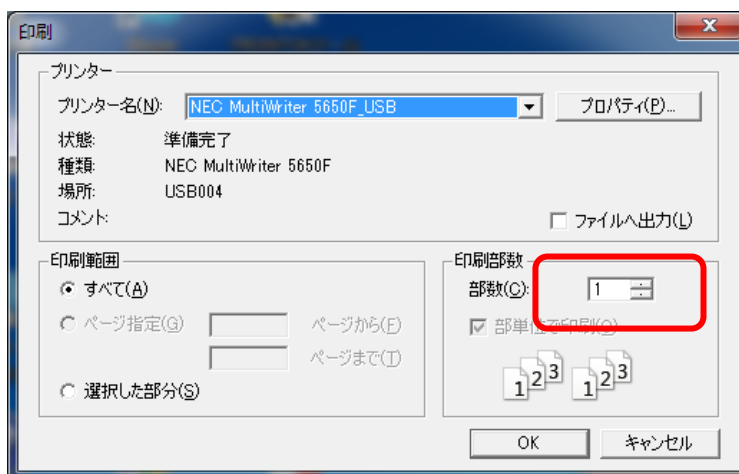 印刷
プリンター
プリンター名(N): NEC MultiWriter 5650F_USB プロパティ(P)...
状態: 準備完了
種類: NEC MultiWriter 5650F
場所: USB004
コメント: ファイルへ出力(L)
印刷範囲
すべて(A)
ページ指定(G) ページから(F)
ページまで(T)
選択した部分(S)
印刷部数
部数(C): 1
部単位で印刷(O)
1 2 3 1 2 3
OK キャンセル